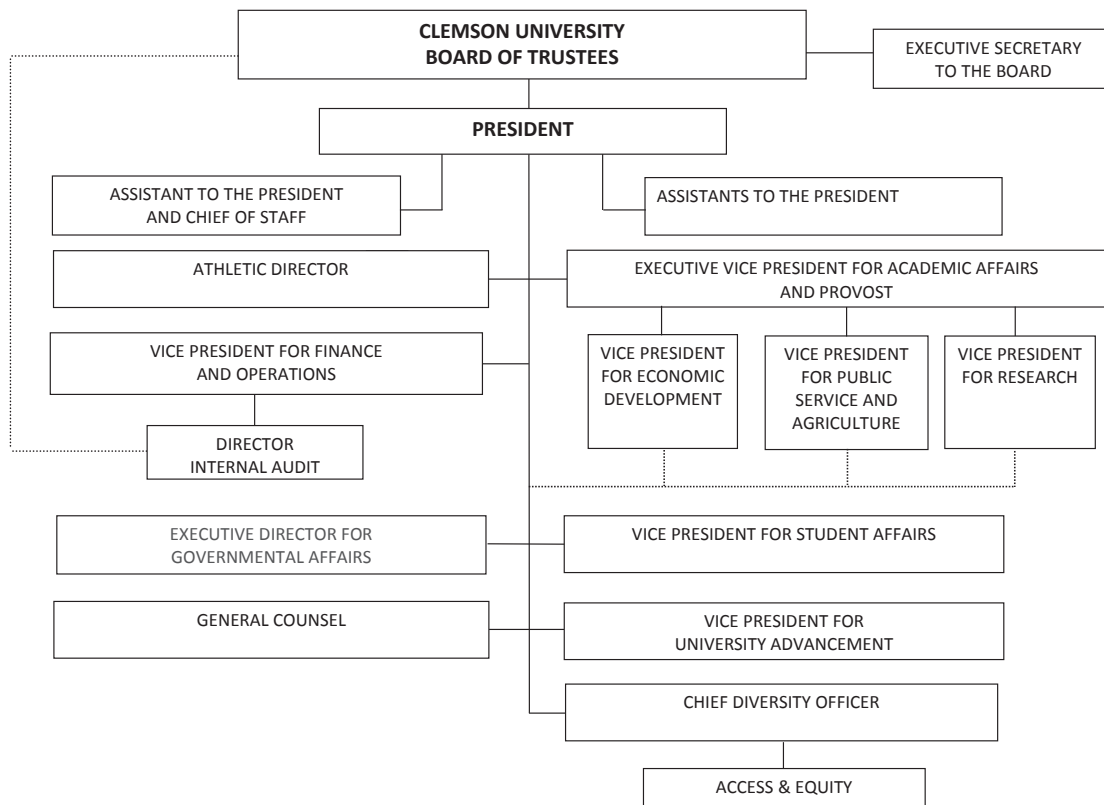 CLEMSON UNIVERSITY
BOARD OF TRUSTEES
EXECUTIVE SECRETARY
TO THE BOARD
PRESIDENT
ASSISTANT TO THE PRESIDENT
AND CHIEF OF STAFF
ASSISTANTS TO THE PRESIDENT
ATHLETIC DIRECTOR
EXECUTIVE VICE PRESIDENT FOR ACADEMIC AFFAIRS
AND PROVOST
VICE PRESIDENT FOR FINANCE
AND OPERATIONS
VICE PRESIDENT
FOR ECONOMIC
DEVELOPMENT
VICE PRESIDENT
FOR PUBLIC
SERVICE AND
AGRICULTURE
VICE PRESIDENT
FOR RESEARCH
DIRECTOR
INTERNAL AUDIT
EXECUTIVE DIRECTOR FOR
GOVERNMENTAL AFFAIRS
VICE PRESIDENT FOR STUDENT AFFAIRS
GENERAL COUNSEL
VICE PRESIDENT FOR
UNIVERSITY ADVANCEMENT
CHIEF DIVERSITY OFFICER
ACCESS & EQUITY